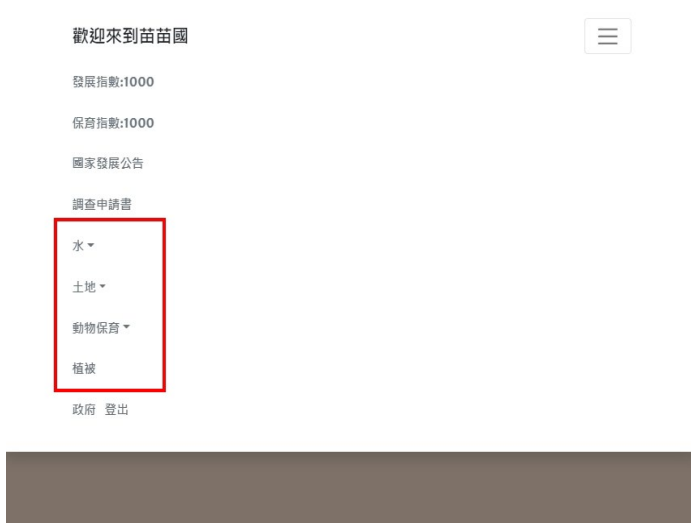 歡迎來到苗苗國
發展指數:1000
保育指數:1000
國家發展公告
調查申請書
水
土地
動物保育
植被
政府 登出